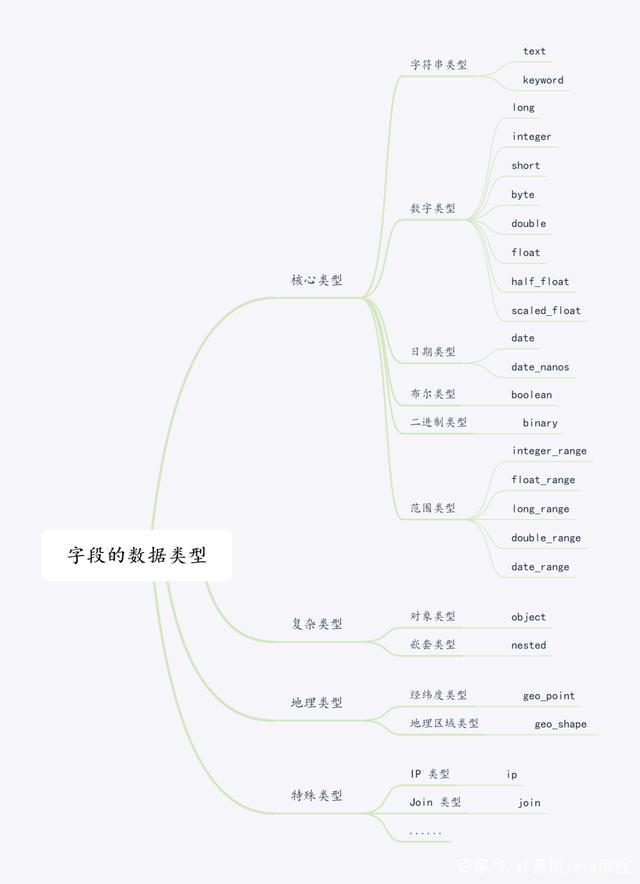 字段的数据类型
核心类型
字符串类型
text
keyword
数字类型
long
integer
short
byte
double
float
half_float
scaled_float
日期类型
date
date_nanos
布尔类型
boolean
二进制类型
binary
范围类型
integer_range
float_range
long_range
double_range
date_range
复杂类型
对象类型
object
嵌套类型
nested
地理类型
经纬度类型
geo_point
地理区域类型
geo_shape
特殊类型
IP 类型
ip
Join 类型
join
......
百家号/计算机java编程